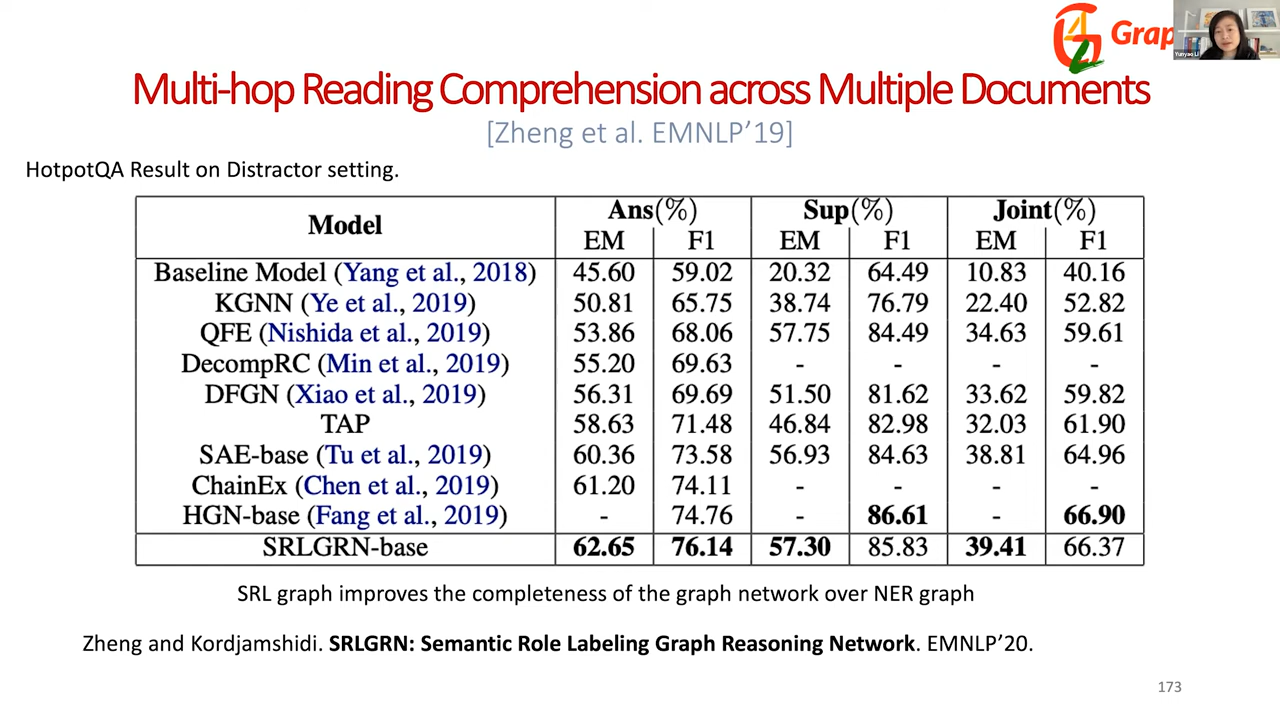 Grap
Yunyao Li
Multi-hop Reading Comprehension across Multiple Documents
[Zheng et al. EMNLP’19]
HotpotQA Result on Distractor setting.
Model Ans(%) Sup(%) Joint(%)
EM F1 EM F1 EM F1
Baseline Model (Yang et al., 2018) 45.60 59.02 20.32 64.49 10.83 40.16
KGNN (Ye et al., 2019) 50.81 65.75 38.74 76.79 22.40 52.82
QFE (Nishida et al., 2019) 53.86 68.06 57.75 84.49 34.63 59.61
DecompRC (Min et al., 2019) 55.20 69.63 - - - -
DFGN (Xiao et al., 2019) 56.31 69.69 51.50 81.62 33.62 59.82
TAP 58.63 71.48 46.84 82.98 32.03 61.90
SAE-base (Tu et al., 2019) 60.36 73.58 56.93 84.63 38.81 64.96
ChainEx (Chen et al., 2019) 61.20 74.11 - - - -
HGN-base (Fang et al., 2019) - 74.76 - 86.61 - 66.90
SRLGRN-base 62.65 76.14 57.30 85.83 39.41 66.37
SRL graph improves the completeness of the graph network over NER graph
Zheng and Kordjamshidi. SRLGRN: Semantic Role Labeling Graph Reasoning Network. EMNLP’20.
173